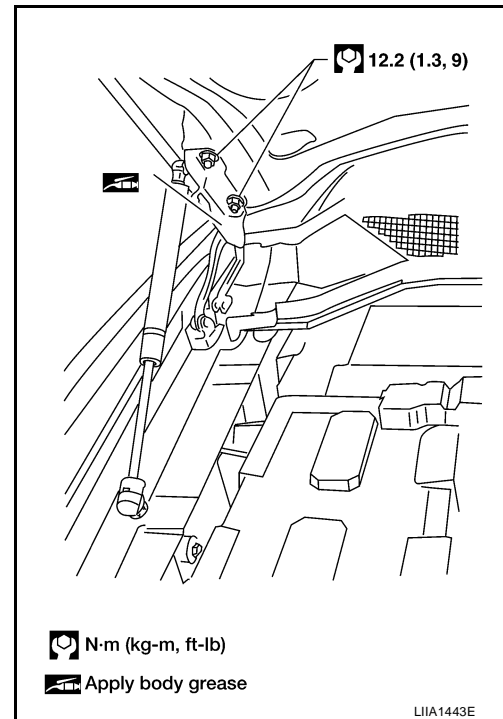 12.2 (1.3, 9)
N·m (kg-m, ft-lb)
Apply body grease
LIIA1443E